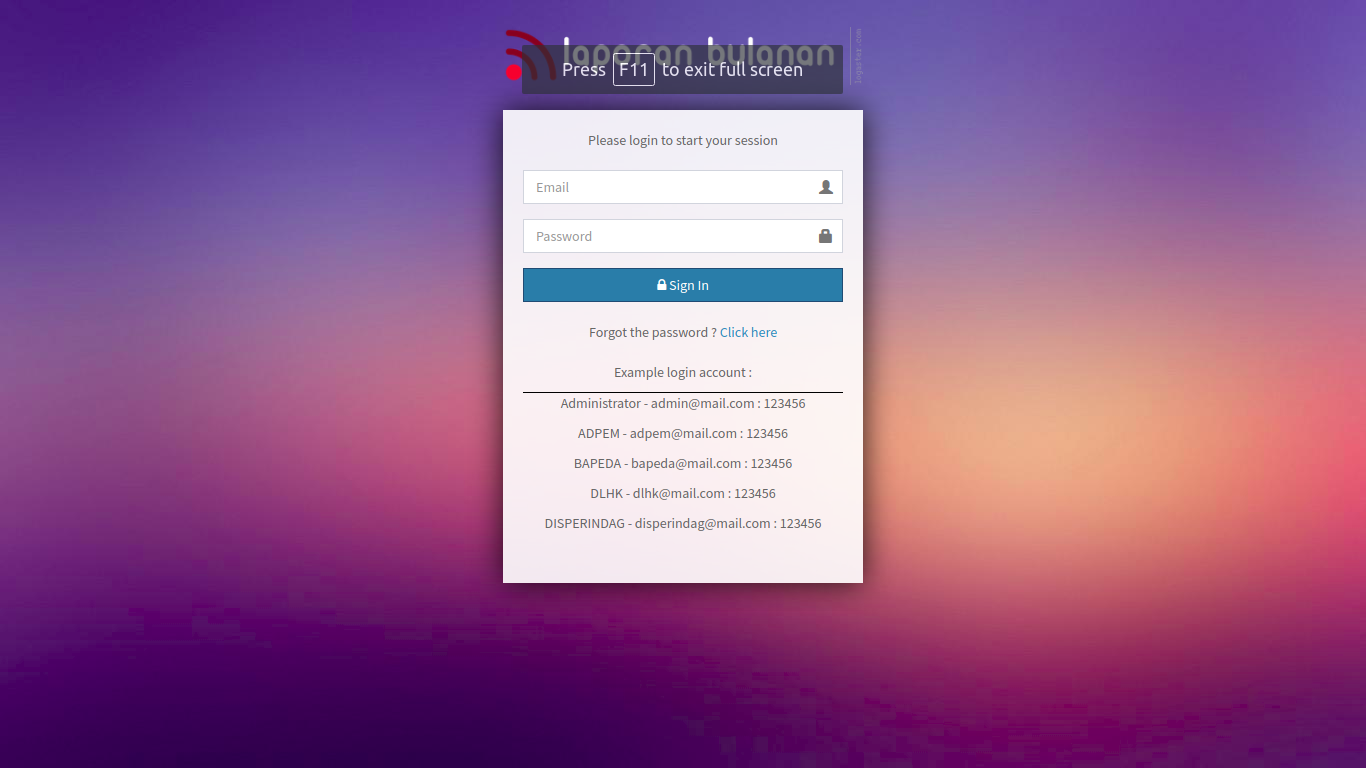 laporan bulanan
logaster.com
Press F11 to exit full screen
Please login to start your session
Email
Password
Sign In
Forgot the password ? Click here
Example login account :
Administrator - admin@mail.com : 123456
ADPEM - adpem@mail.com : 123456
BAPEDA - bapeda@mail.com : 123456
DLHK - dlhk@mail.com : 123456
DISPERINDAG - disperindag@mail.com : 123456